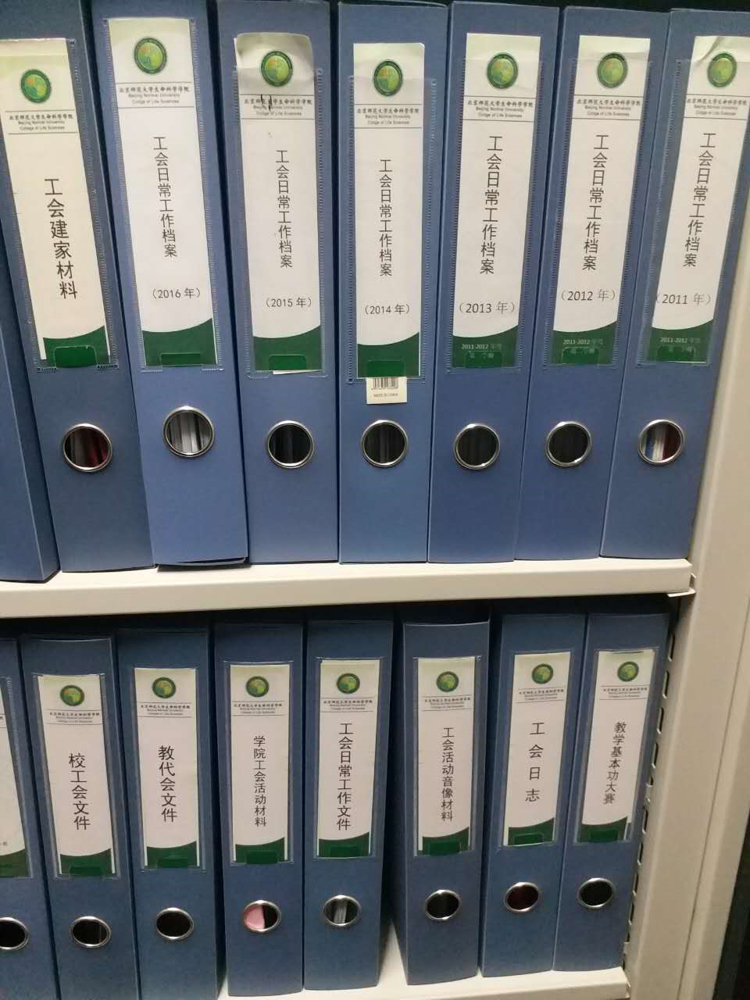 北京师范大学生命科学学院
Beijing Normal University
College of Life Sciences
工会建家材料
北京师范大学生命科学学院
Beijing Normal University
College of Life Sciences
工会日常工作档案
(2016 年)
北京师范大学生命科学学院
Beijing Normal University
College of Life Sciences
工会日常工作档案
(2015 年)
北京师范大学生命科学学院
Beijing Normal University
College of Life Sciences
工会日常工作档案
(2014 年)
MADE IN CHINA
北京师范大学生命科学学院
Beijing Normal University
College of Life Sciences
工会日常工作档案
(2013 年)
2011-2012 年度
第二学期
北京师范大学生命科学学院
Beijing Normal University
College of Life Sciences
工会日常工作档案
(2012 年)
2011-2012 年度
第二学期
北京师范大学生命科学学院
Beijing Normal University
College of Life Sciences
工会日常工作档案
(2011 年)
2011-2012 年度
第二学期
北京师范大学生命科学学院
Beijing Normal University
College of Life Sciences
校工会文件
北京师范大学生命科学学院
Beijing Normal University
College of Life Sciences
教代会文件
北京师范大学生命科学学院
Beijing Normal University
College of Life Sciences
学院工会活动材料
北京师范大学生命科学学院
Beijing Normal University
College of Life Sciences
工会日常工作文件
北京师范大学生命科学学院
Beijing Normal University
College of Life Sciences
工会活动音像材料
北京师范大学生命科学学院
Beijing Normal University
College of Life Sciences
工会日志
北京师范大学生命科学学院
Beijing Normal University
College of Life Sciences
教学基本功大赛